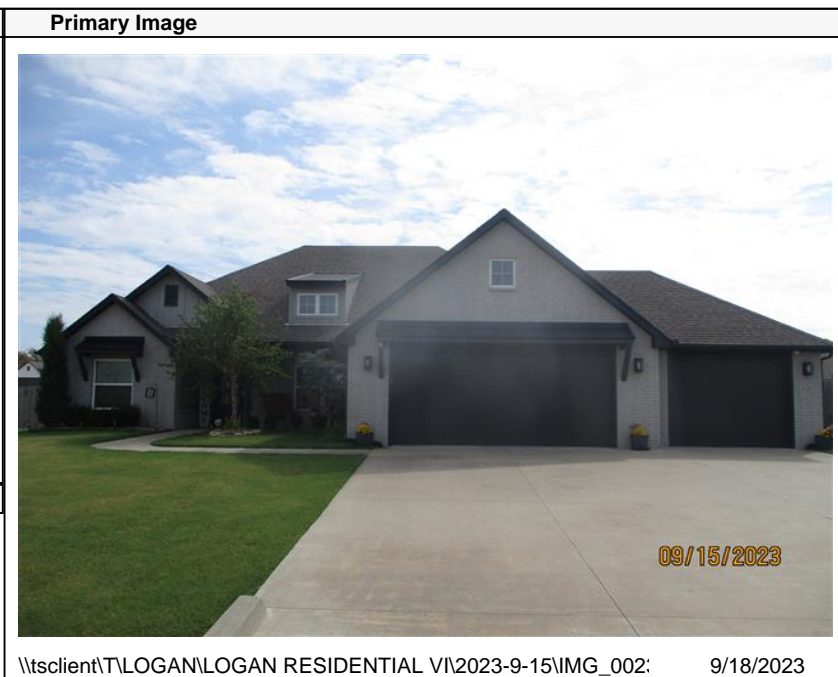 Primary Image
09/15/2023
\\tsclient\T\LOGAN\LOGAN RESIDENTIAL VI\2023-9-15\IMG_002 9/18/2023